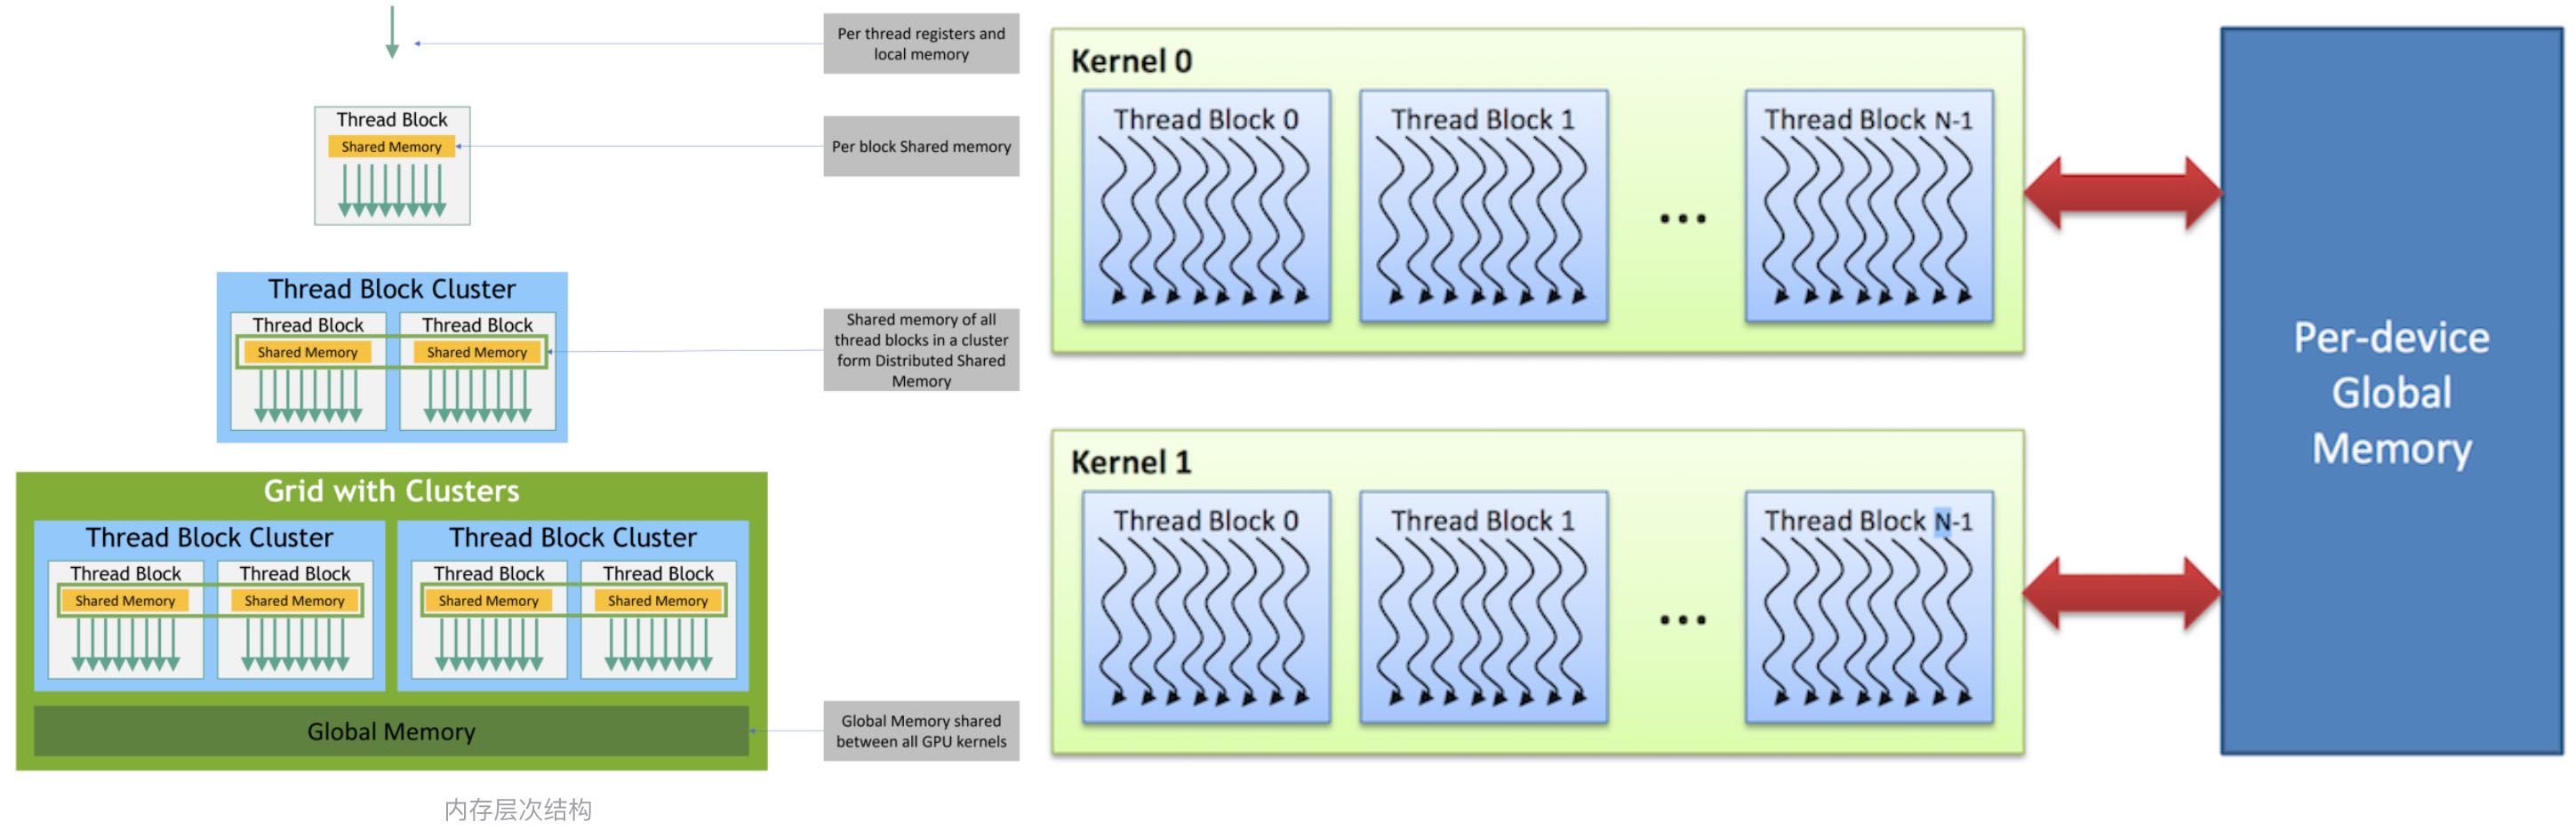 Per thread registers and
local memory
Thread Block
Shared Memory
Per block Shared memory
Thread Block Cluster
Thread Block
Thread Block
Shared Memory
Shared Memory
Shared memory of all
thread blocks in a cluster
form Distributed Shared
Memory
Grid with Clusters
Thread Block Cluster
Thread Block Cluster
Thread Block
Thread Block
Thread Block
Thread Block
Shared Memory
Shared Memory
Shared Memory
Shared Memory
Global Memory
Global Memory shared
between all GPU kernels
内存层次结构
Kernel 0
Thread Block 0
Thread Block 1
...
Thread Block N-1
Kernel 1
Thread Block 0
Thread Block 1
...
Thread Block N-1
Per-device
Global
Memory